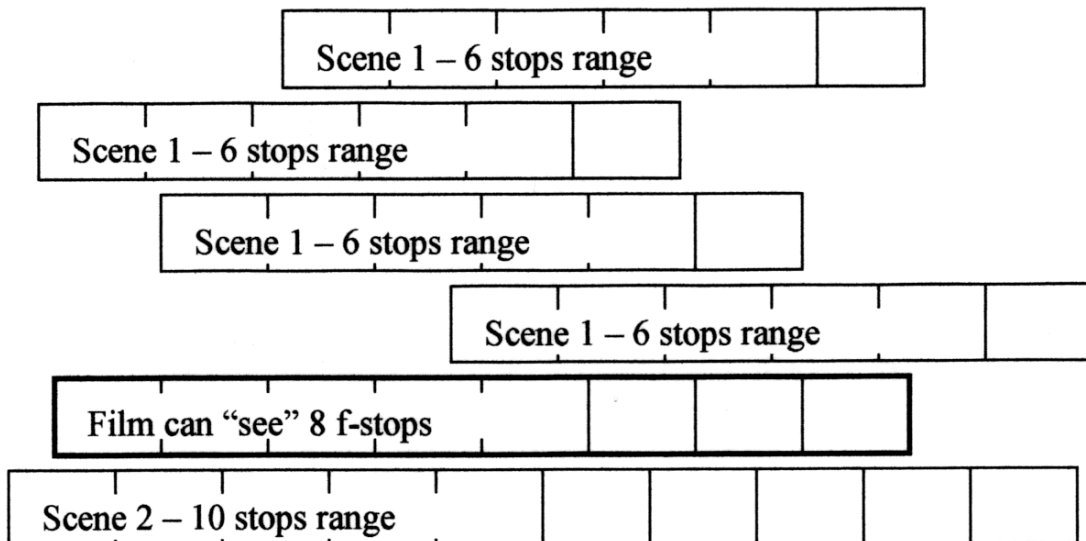 Scene 1 – 6 stops range
Scene 1 – 6 stops range
Scene 1 – 6 stops range
Scene 1 – 6 stops range
Film can “see” 8 f-stops
Scene 2 – 10 stops range